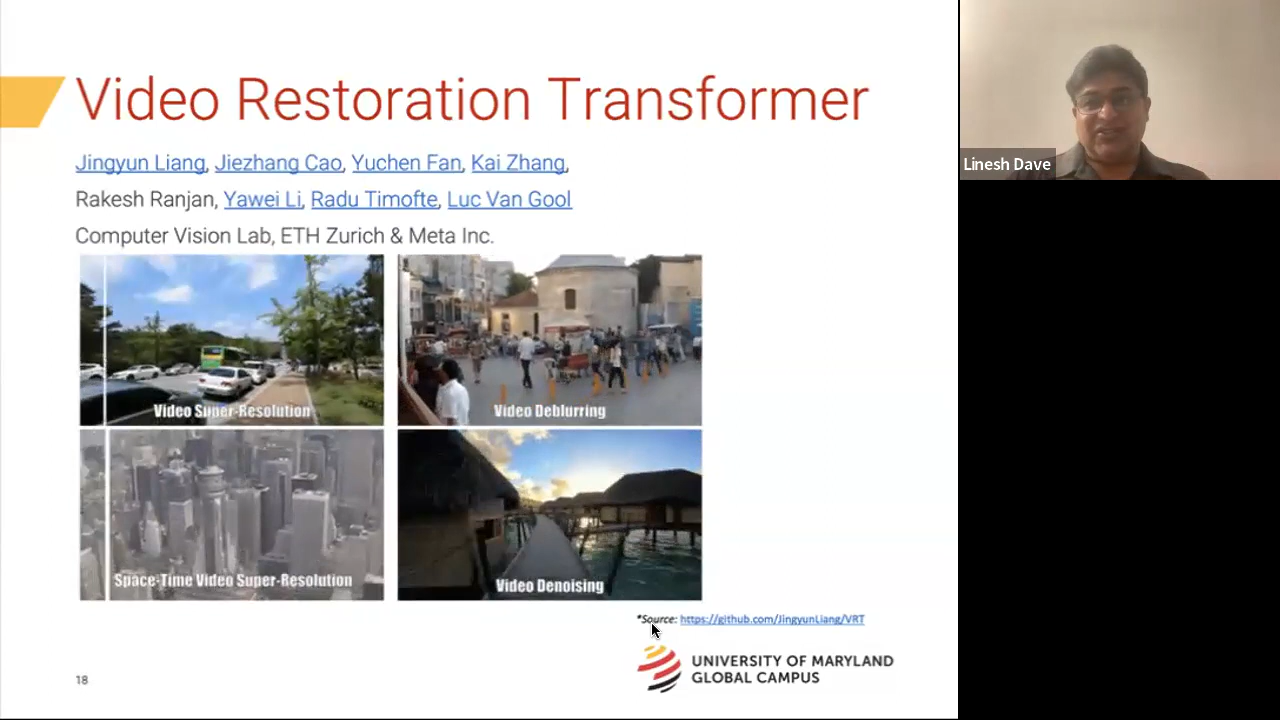 Video Restoration Transformer
Jingyun Liang, Jiezhang Cao, Yuchen Fan, Kai Zhang,
Rakesh Ranjan, Yawei Li, Radu Timofte, Luc Van Gool
Computer Vision Lab, ETH Zurich & Meta Inc.
Video Super-Resolution
Video Deblurring
Space-Time Video Super-Resolution
Video Denoising
*Source: https://github.com/JingyunLiang/VRT
UNIVERSITY OF MARYLAND
GLOBAL CAMPUS
18
Linesh Dave